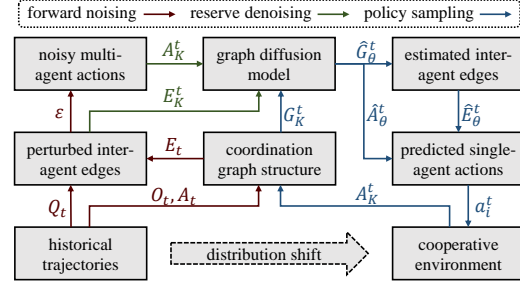 forward noising → reserve denoising → policy sampling →
noisy multi-
agent actions
A_K^t
graph diffusion
model
Ĝ_θ^t
estimated inter-
agent edges
E_K^t
ε
G_K^t
Â_θ^t
Ê_θ^t
perturbed inter-
agent edges
E_t
coordination
graph structure
predicted single-
agent actions
Q_t
O_t, A_t
A_K^t
a_i^t
historical
trajectories
distribution shift
cooperative
environment